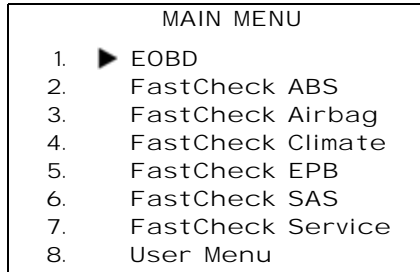 MAIN MENU
1. ▶ EOBD
2. FastCheck ABS
3. FastCheck Airbag
4. FastCheck Climate
5. FastCheck EPB
6. FastCheck SAS
7. FastCheck Service
8. User Menu